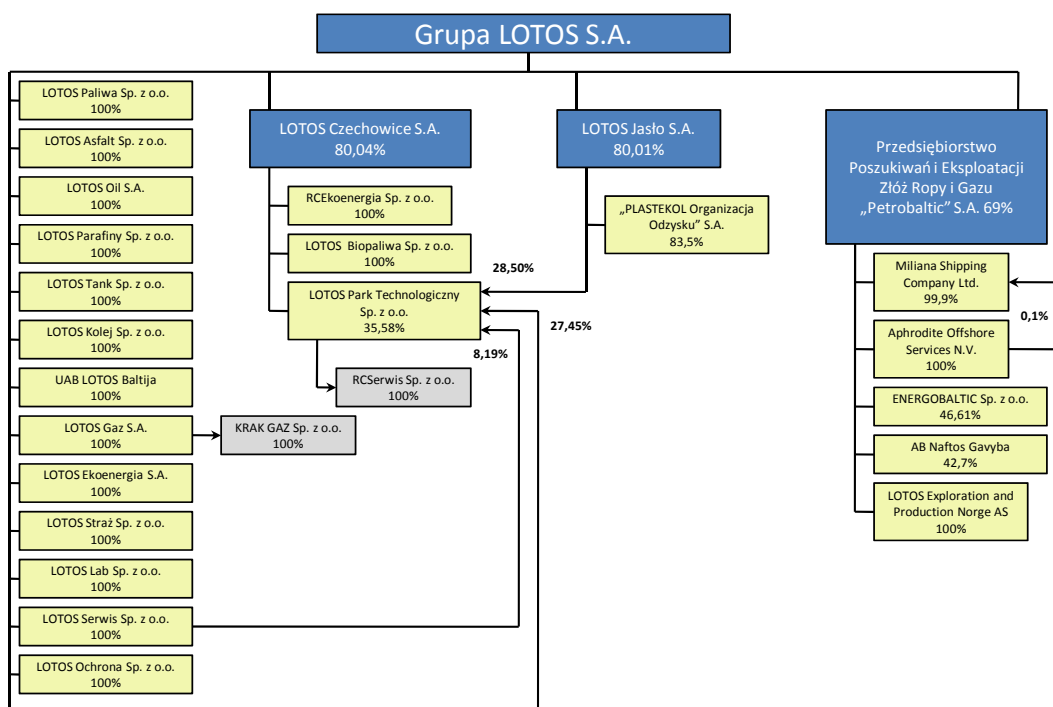 Grupa LOTOS S.A.
LOTOS Paliwa Sp. z o.o.
100%
LOTOS Asfalt Sp. z o.o.
100%
LOTOS Oil S.A.
100%
LOTOS Parafiny Sp. z o.o.
100%
LOTOS Tank Sp. z o.o.
100%
LOTOS Kolej Sp. z o.o.
100%
UAB LOTOS Baltija
100%
LOTOS Gaz S.A.
100%
KRAK GAZ Sp. z o.o.
100%
LOTOS Ekoenergia S.A.
100%
LOTOS Straż Sp. z o.o.
100%
LOTOS Lab Sp. z o.o.
100%
LOTOS Serwis Sp. z o.o.
100%
LOTOS Ochrona Sp. z o.o.
100%
LOTOS Czechowice S.A.
80,04%
RCEkoenergia Sp. z o.o.
100%
LOTOS Biopaliwa Sp. z o.o.
100%
LOTOS Park Technologiczny
Sp. z o.o.
35,58%
28,50%
27,45%
8,19%
RCSerwis Sp. z o.o.
100%
LOTOS Jasło S.A.
80,01%
„PLASTEKOL Organizacja
Odzysku” S.A.
83,5%
Przedsiębiorstwo
Poszukiwań i Eksploatacji
Złóż Ropy i Gazu
„Petrobaltic” S.A. 69%
Miliana Shipping
Company Ltd.
99,9%
0,1%
Aphrodite Offshore
Services N.V.
100%
ENERGOBALTIC Sp. z o.o.
46,61%
AB Naftos Gavyba
42,7%
LOTOS Exploration and
Production Norge AS
100%